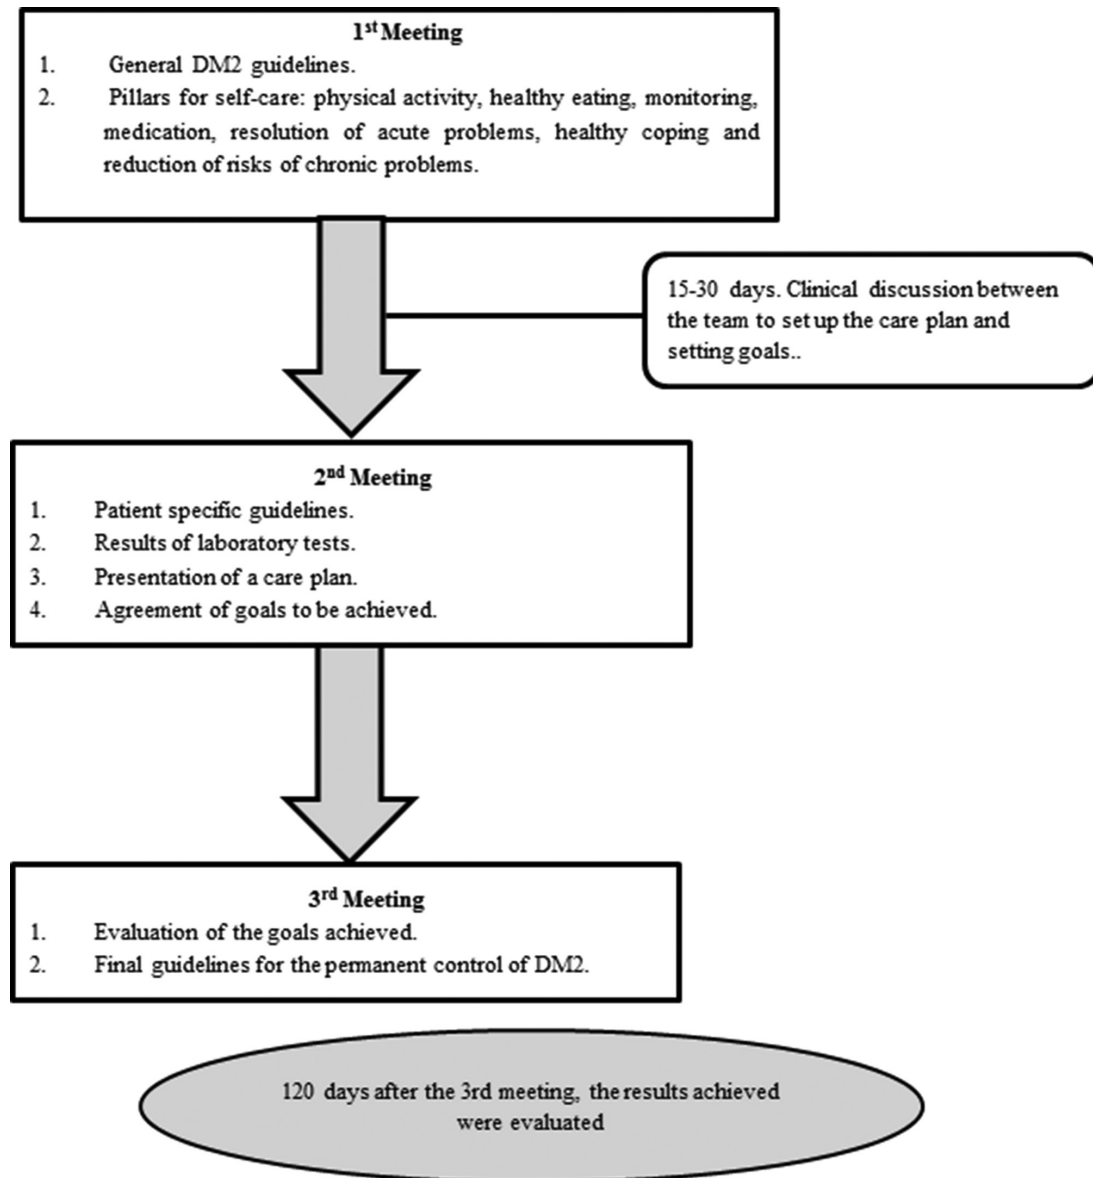 1st Meeting
1. General DM2 guidelines.
2. Pillars for self-care: physical activity, healthy eating, monitoring,
medication, resolution of acute problems, healthy coping and
reduction of risks of chronic problems.
15-30 days. Clinical discussion between
the team to set up the care plan and
setting goals..
2nd Meeting
1. Patient specific guidelines.
2. Results of laboratory tests.
3. Presentation of a care plan.
4. Agreement of goals to be achieved.
3rd Meeting
1. Evaluation of the goals achieved.
2. Final guidelines for the permanent control of DM2.
120 days after the 3rd meeting, the results achieved
were evaluated